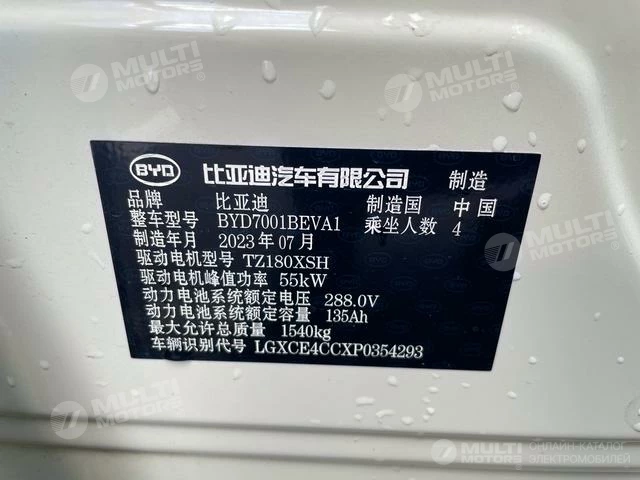 MULTI MOTORS
MULTI MOTORS
BYD 比亚迪汽车有限公司 制造
品牌 比亚迪 制造国 中国
整车型号 BYD7001BEVA1 乘坐人数 4
制造年月 2023年07月
驱动电机型号 TZ180XSH
驱动电机峰值功率 55kW
动力电池系统额定电压 288.0V
动力电池系统额定容量 135Ah
最大允许总质量 1540kg
车辆识别代号 LGXCE4CCXP0354293
MULTI MOTORS
MULTI MOTORS ОНЛАЙН-КАТАЛОГ ЭЛЕКТРОМОБИЛЕЙ